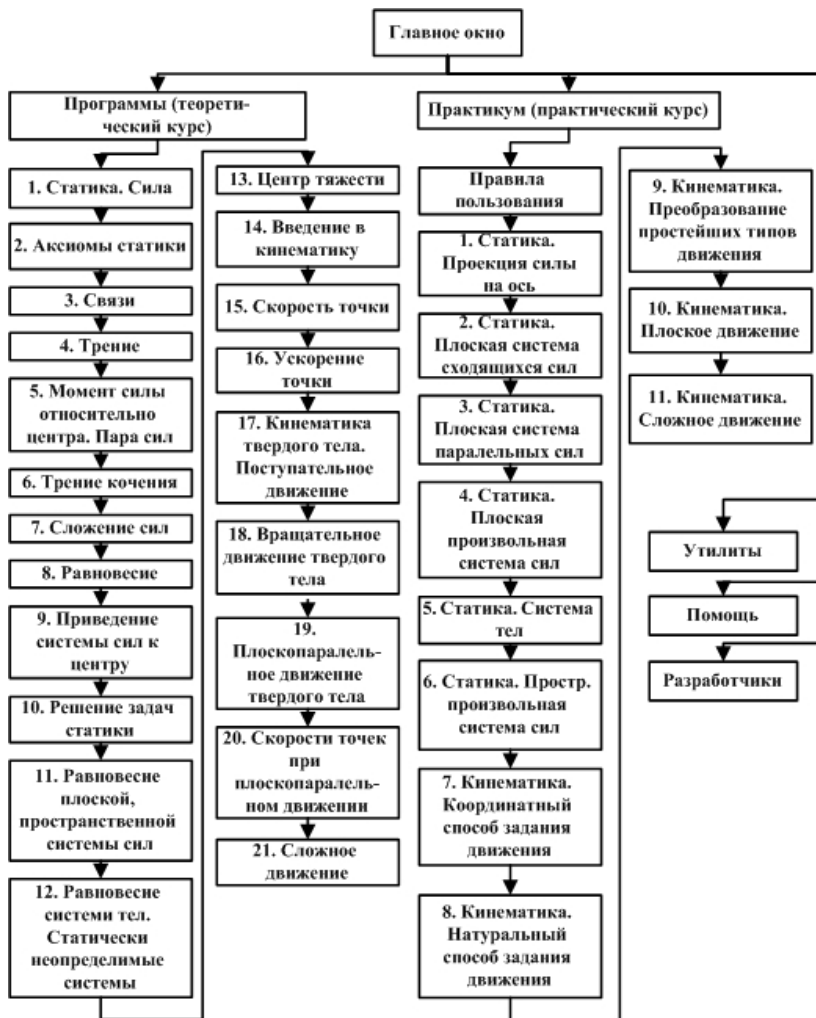 Главное окно
Программы (теорети-
ческий курс)
1. Статика. Сила
2. Аксиомы статики
3. Связи
4. Трение
5. Момент силы
относительно
центра. Пара сил
6. Трение кочения
7. Сложение сил
8. Равновесие
9. Приведение
системы сил к
центру
10. Решение задач
статики
11. Равновесие
плоской,
пространственной
системы сил
12. Равновесие
системи тел.
Статически
неопределимые
системы
13. Центр тяжести
14. Введение в
кинематику
15. Скорость точки
16. Ускорение
точки
17. Кинематика
твердого тела.
Поступательное
движение
18. Вращательное
движение твердого
тела
19.
Плоскопаралель-
ное движение
твердого тела
20. Скорости точек
при
плоскопаралель-
ном движении
21. Сложное
движение
Практикум (практический курс)
Правила
пользования
1. Статика.
Проекция силы
на ось
2. Статика.
Плоская система
сходящихся сил
3. Статика.
Плоская система
паралельных сил
4. Статика.
Плоская
произвольная
система сил
5. Статика. Система
тел
6. Статика. Простр.
произвольная
система сил
7. Кинематика.
Координатный
способ задания
движения
8. Кинематика.
Натуральный
способ задания
движения
9. Кинематика.
Преобразование
простейших типов
движения
10. Кинематика.
Плоское движение
11. Кинематика.
Сложное движение
Утилиты
Помощь
Разработчики